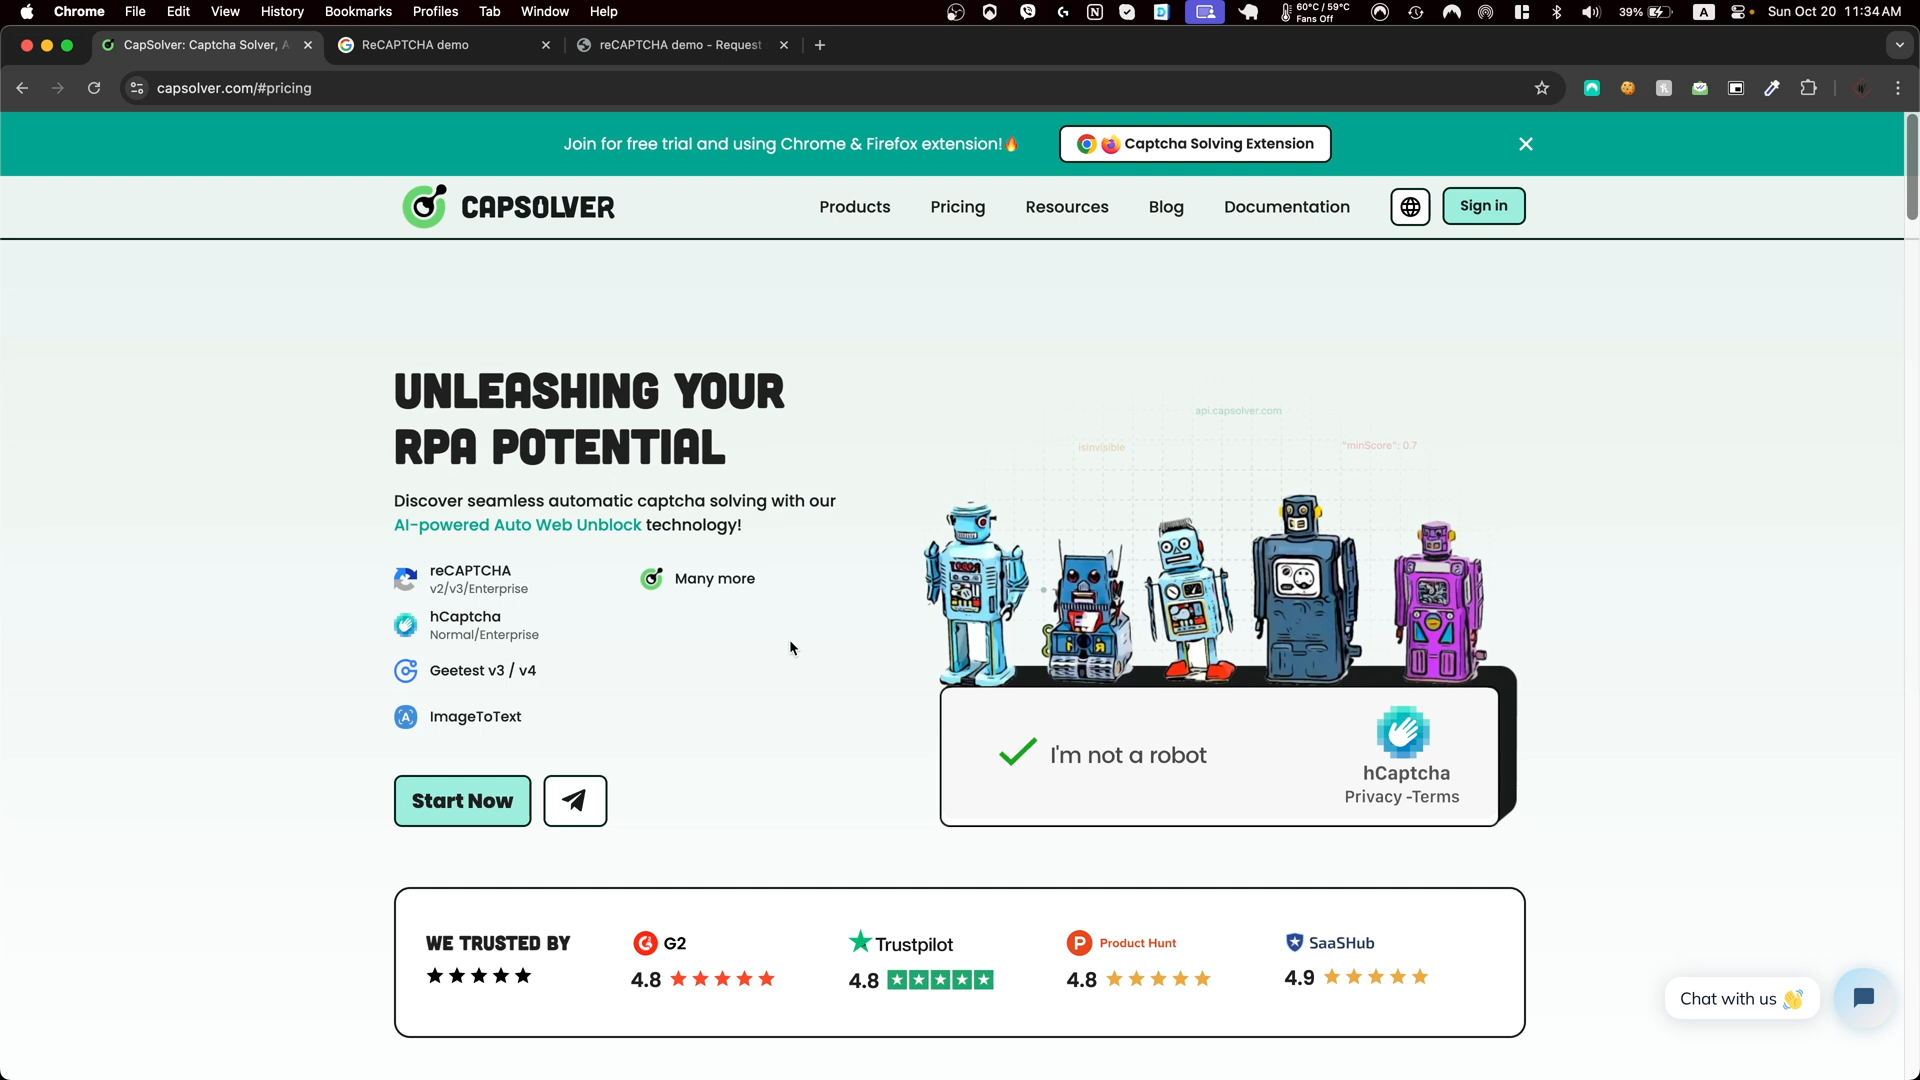 Chrome File Edit View History Bookmarks Profiles Tab Window Help
60°C / 59°C
Fans Off
39%
A
Sun Oct 20 11:34 AM
CapSolver: Captcha Solver, A
ReCAPTCHA demo
reCAPTCHA demo - Request
capsolver.com/#pricing
Join for free trial and using Chrome & Firefox extension!🔥
Captcha Solving Extension
CAPSOLVER
Products Pricing Resources Blog Documentation
Sign in
UNLEASHING YOUR
RPA POTENTIAL
Discover seamless automatic captcha solving with our
AI-powered Auto Web Unblock technology!
reCAPTCHA
v2/v3/Enterprise
Many more
hCaptcha
Normal/Enterprise
Geetest v3 / v4
ImageToText
Start Now
api.capsolver.com
isInvisible
"minScore": 0.7
I'm not a robot
hCaptcha
Privacy -Terms
WE TRUSTED BY
G2
4.8
Trustpilot
4.8
Product Hunt
4.8
SaaSHub
4.9
Chat with us 👋